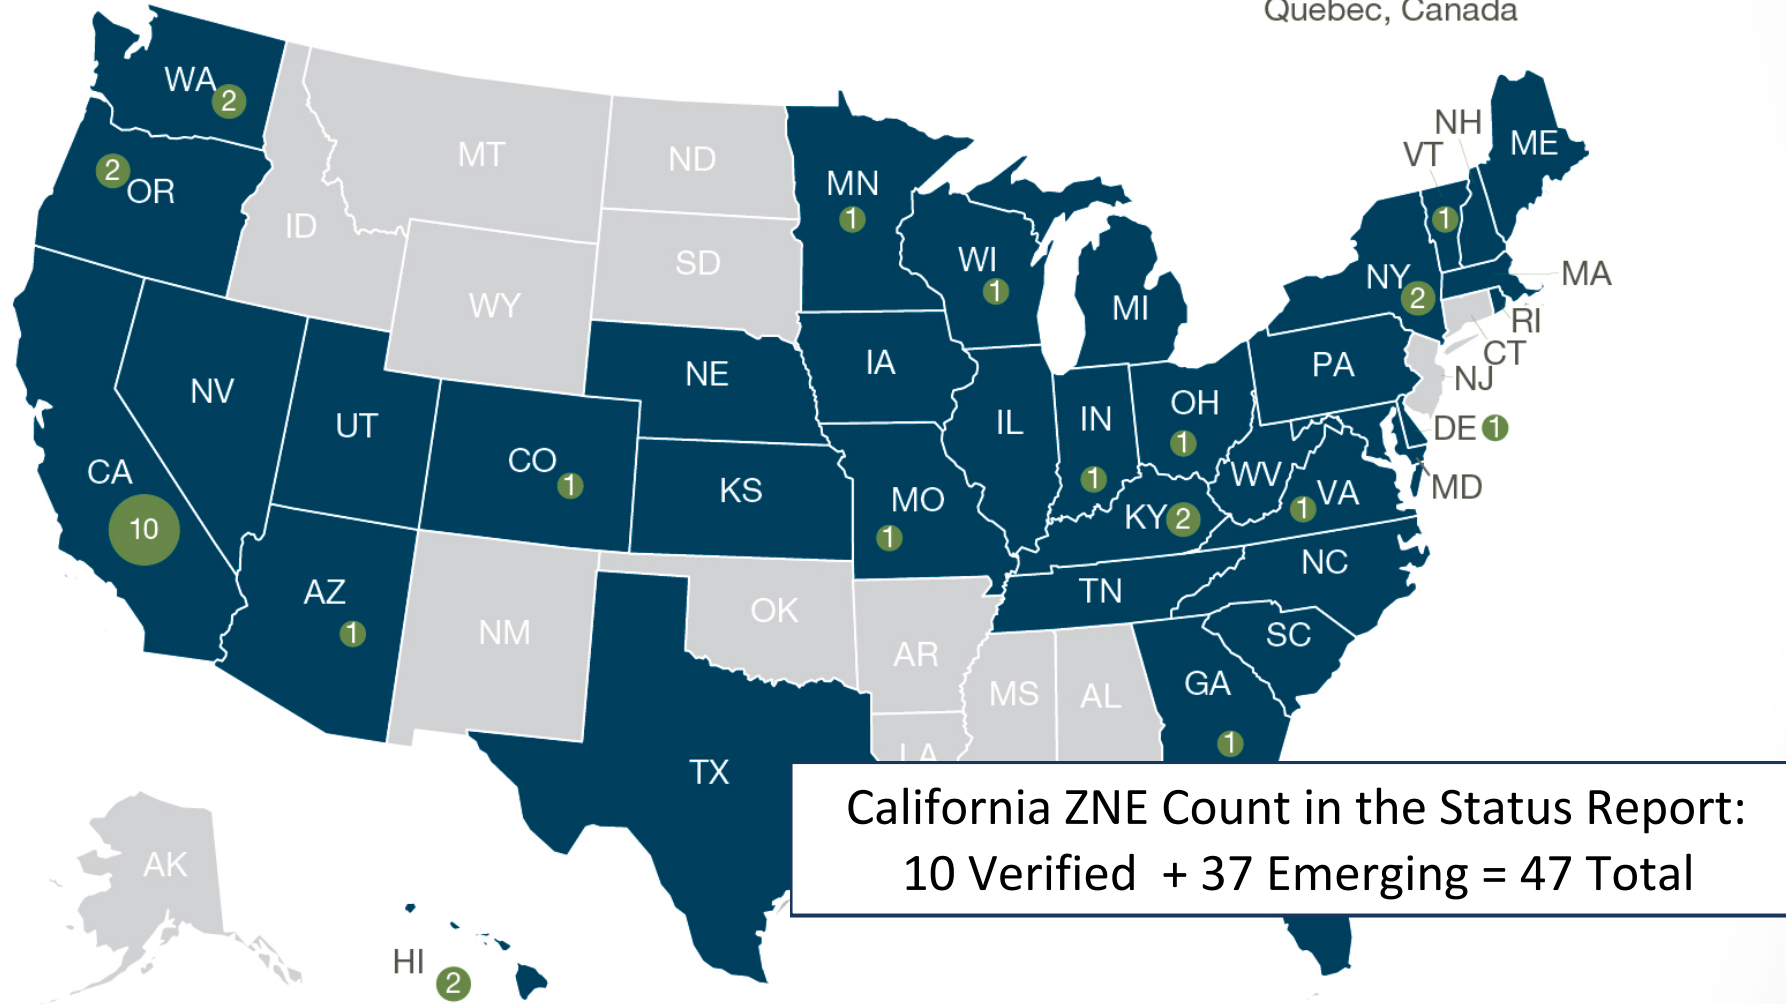 Quebec, Canada
WA
2
MT
ND
MN
1
NH
VT
ME
2
OR
ID
SD
WI
1
MI
1
NY
2
MA
RI
CT
NJ
WY
NE
IA
PA
NV
UT
CO
1
KS
MO
1
IL
IN
1
OH
1
DE 1
MD
WV
VA
1
KY 2
CA
10
AZ
1
NM
OK
AR
TN
NC
SC
MS
AL
GA
1
LA
TX
California ZNE Count in the Status Report:
10 Verified + 37 Emerging = 47 Total
AK
HI
2